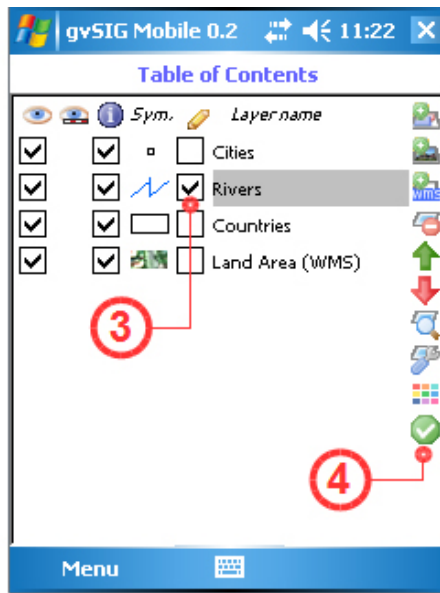 gvSIG Mobile 0.2 11:22
Table of Contents
Sym. Layer name
Cities
Rivers
wms
Countries
Land Area (WMS)
3
4
Menu